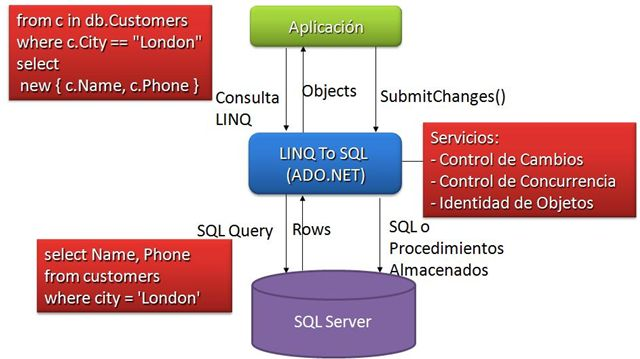 from c in db.Customers
where c.City == "London"
select
new { c.Name, c.Phone }
Aplicación
Consulta
LINQ
Objects
SubmitChanges()
LINQ To SQL
(ADO.NET)
Servicios:
- Control de Cambios
- Control de Concurrencia
- Identidad de Objetos
SQL Query
Rows
SQL o
Procedimientos
Almacenados
select Name, Phone
from customers
where city = 'London'
SQL Server